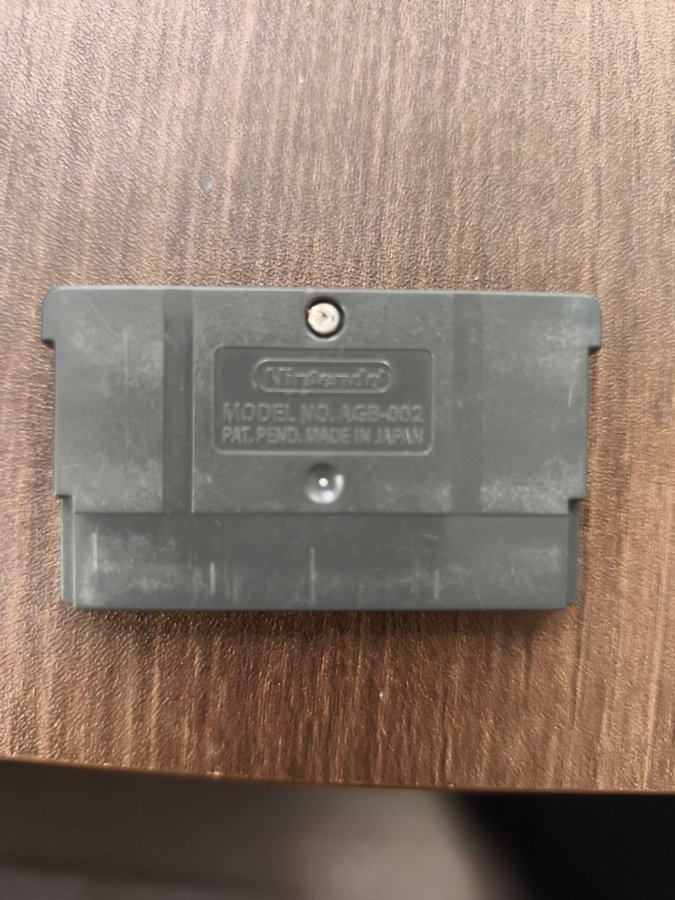 Nintendo®
MODEL NO. AGB-002
PAT. PEND. MADE IN JAPAN